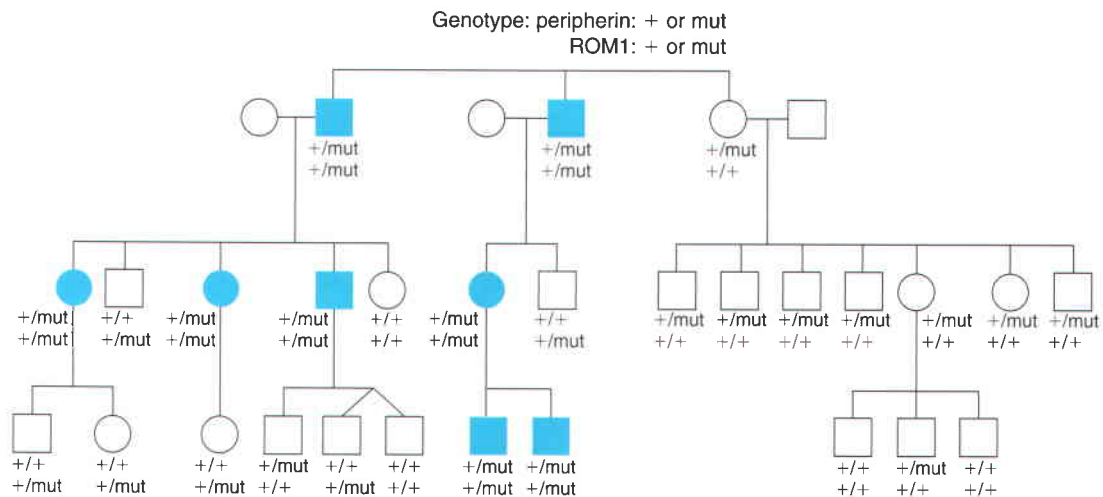 Genotype: peripherin: + or mut
ROM1: + or mut
+/mut +/mut +/mut
+/mut +/mut +/+
+/mut +/+ +/mut +/mut +/+ +/mut +/+ +/mut +/mut +/mut +/mut +/mut +/mut +/mut
+/mut +/mut +/mut +/mut +/+ +/mut +/mut +/+ +/+ +/+ +/+ +/+ +/+ +/+
+/+ +/+ +/+ +/mut +/+ +/+ +/mut +/mut +/+ +/mut +/+
+/mut +/mut +/mut +/+ +/mut +/+ +/mut +/mut +/+ +/+ +/+